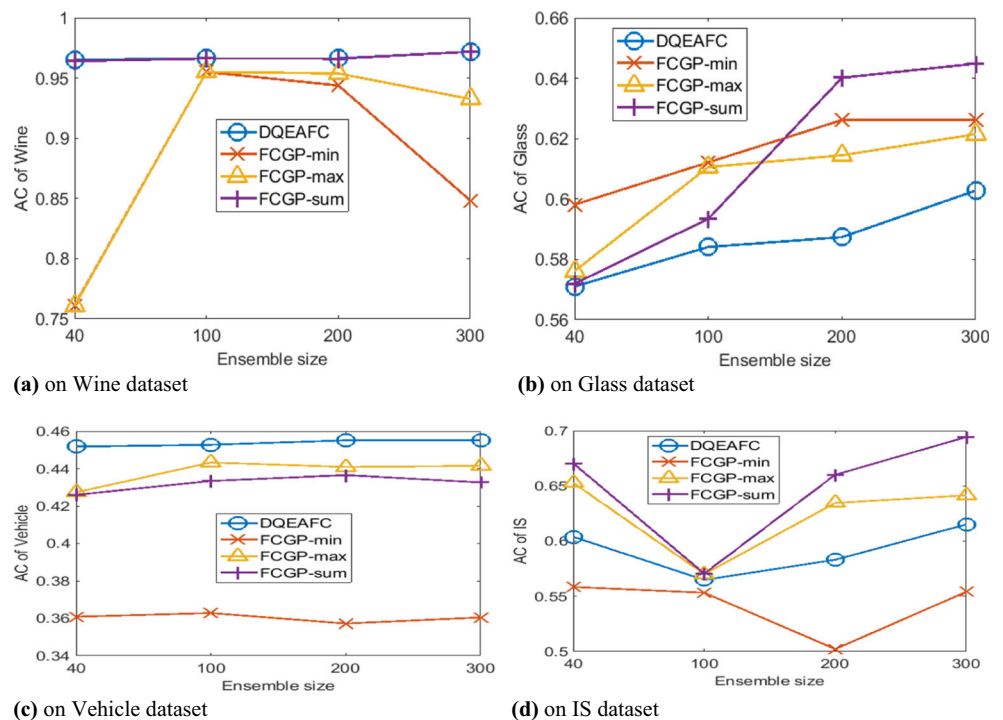 1
0.95
0.9
0.85
0.8
0.75
AC of Wine
DQEAFC
FCGP-min
FCGP-max
FCGP-sum
40 100 200 300
Ensemble size
(a) on Wine dataset
0.66
0.64
0.62
0.6
0.58
0.56
AC of Glass
DQEAFC
FCGP-min
FCGP-max
FCGP-sum
40 100 200 300
Ensemble size
(b) on Glass dataset
0.46
0.44
0.42
0.4
0.38
0.36
0.34
AC of Vehicle
DQEAFC
FCGP-min
FCGP-max
FCGP-sum
40 100 200 300
Ensemble size
(c) on Vehicle dataset
0.7
0.65
0.6
0.55
0.5
AC of IS
DQEAFC
FCGP-min
FCGP-max
FCGP-sum
40 100 200 300
Ensemble size
(d) on IS dataset